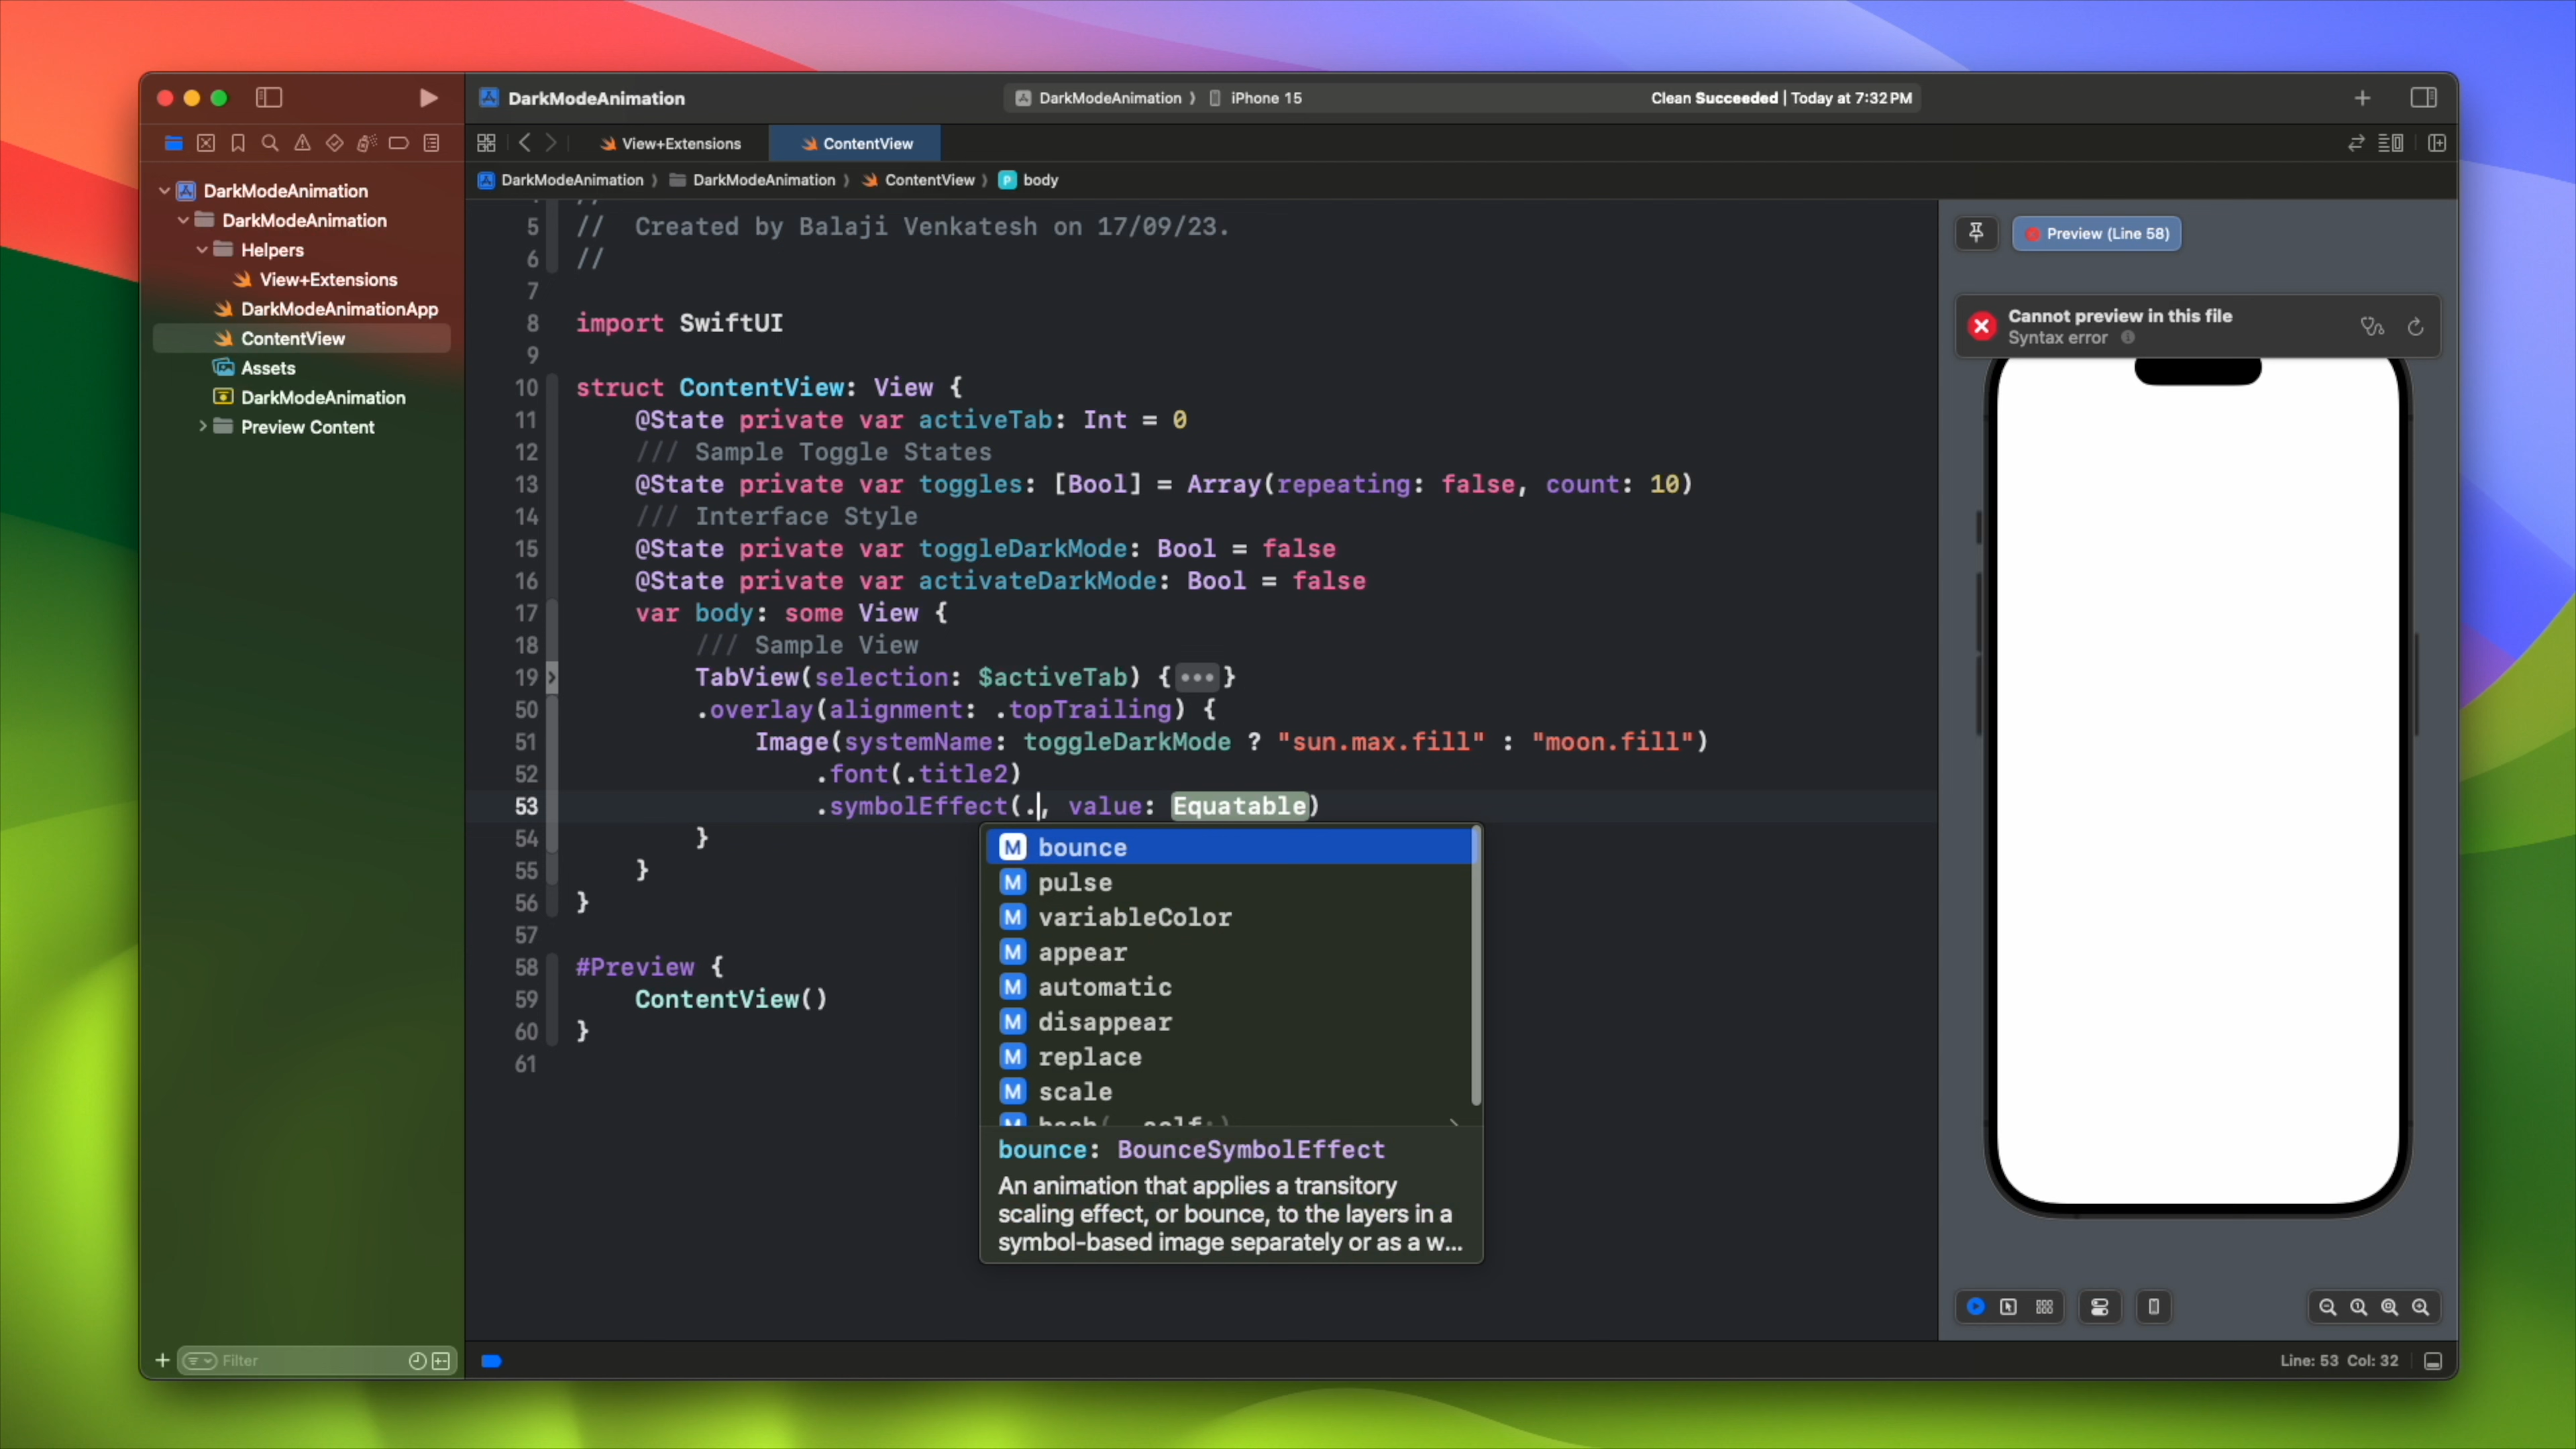 DarkModeAnimation
DarkModeAnimation ⟩ iPhone 15
Clean Succeeded | Today at 7:32 PM
View+Extensions
ContentView
DarkModeAnimation ⟩ DarkModeAnimation ⟩ ContentView ⟩ P body
DarkModeAnimation
DarkModeAnimation
Helpers
View+Extensions
DarkModeAnimationApp
ContentView
Assets
DarkModeAnimation
Preview Content
Filter
5 //  Created by Balaji Venkatesh on 17/09/23.
6 //
7
8 import SwiftUI
9
10 struct ContentView: View {
11     @State private var activeTab: Int = 0
12     /// Sample Toggle States
13     @State private var toggles: [Bool] = Array(repeating: false, count: 10)
14     /// Interface Style
15     @State private var toggleDarkMode: Bool = false
16     @State private var activateDarkMode: Bool = false
17     var body: some View {
18         /// Sample View
19         TabView(selection: $activeTab) {•••}
50         .overlay(alignment: .topTrailing) {
51             Image(systemName: toggleDarkMode ? "sun.max.fill" : "moon.fill")
52                 .font(.title2)
53                 .symbolEffect(., value: Equatable)
54         }
55     }
56 }
57
58 #Preview {
59     ContentView()
60 }
61
M bounce
M pulse
M variableColor
M appear
M automatic
M disappear
M replace
M scale
bounce: BounceSymbolEffect
An animation that applies a transitory
scaling effect, or bounce, to the layers in a
symbol-based image separately or as a w...
Preview (Line 58)
Cannot preview in this file
Syntax error
Line: 53 Col: 32